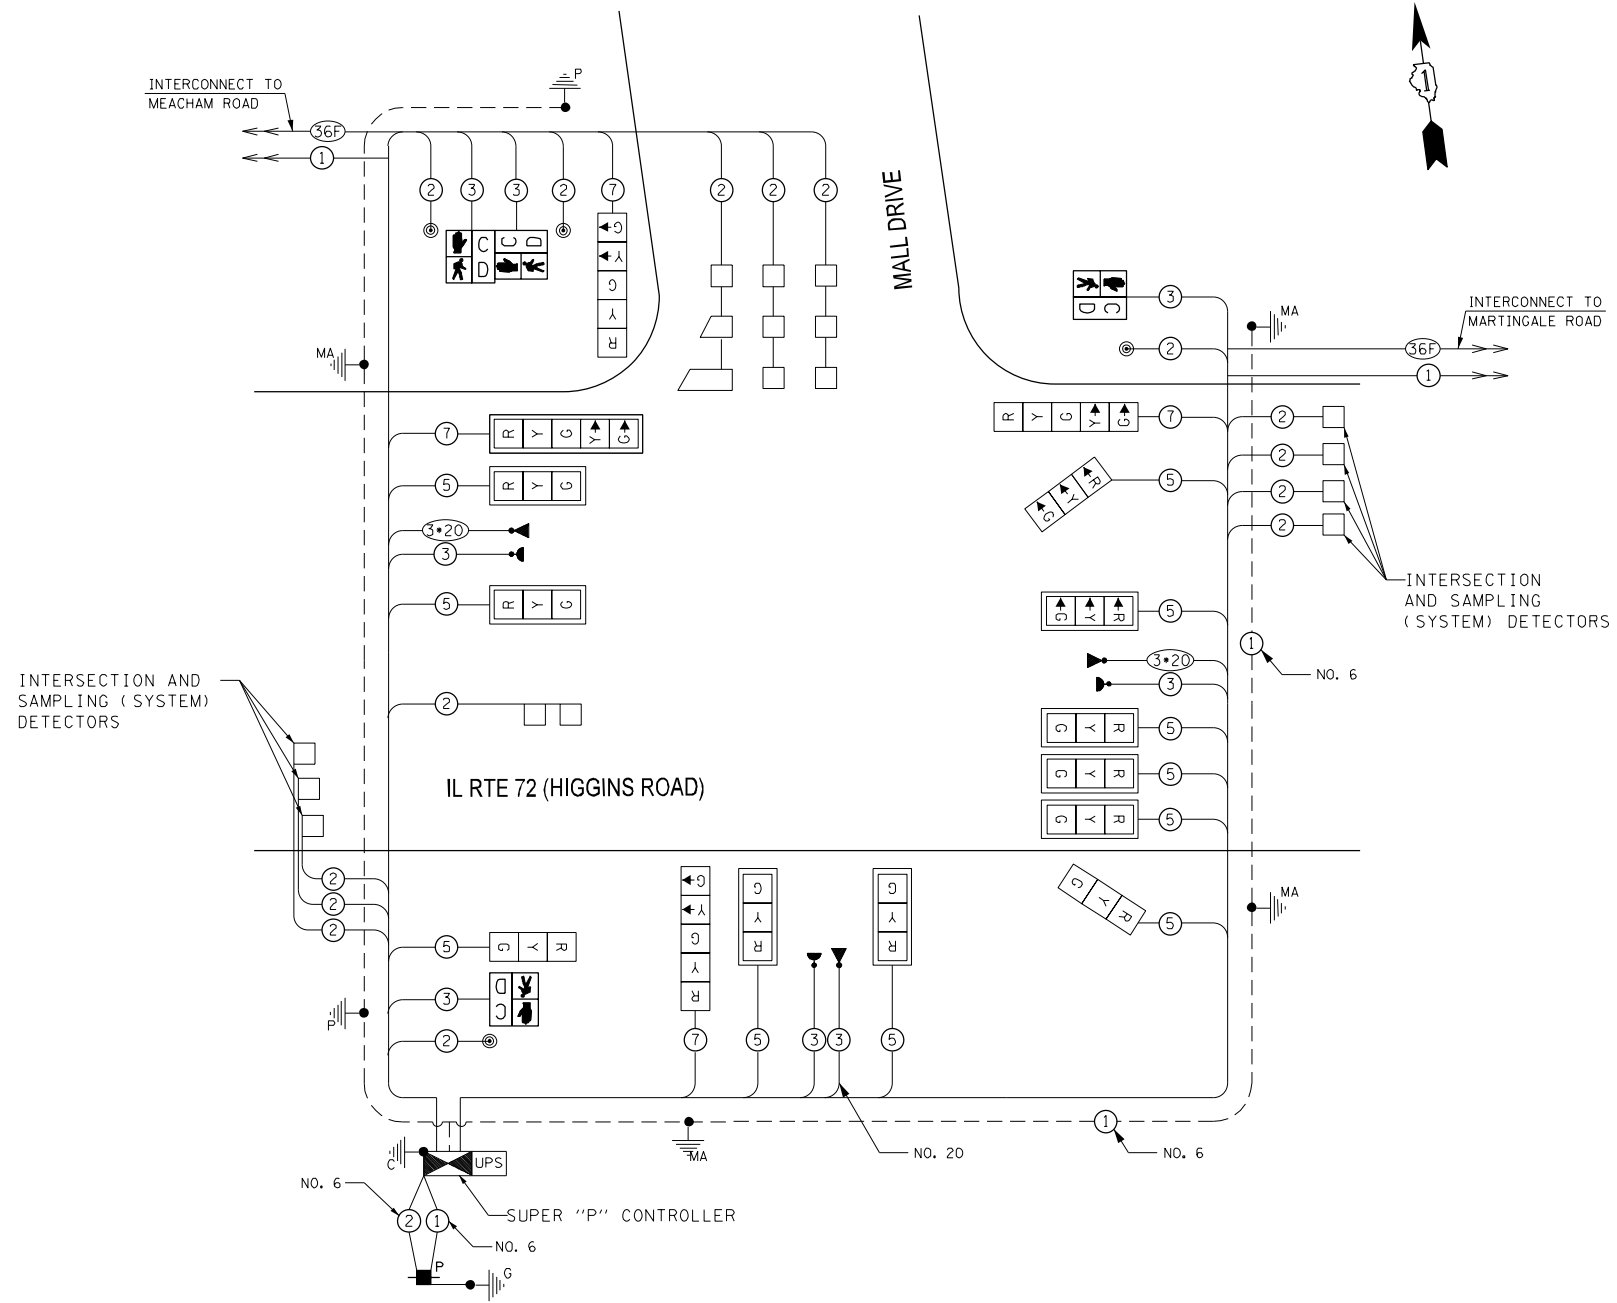 P
INTERCONNECT TO
MEACHAM ROAD
36F
1
1
2 3 3 2 7 2 2 2
C D
C D
G
Y
G
Y
R
MALL DRIVE
C D
3
INTERCONNECT TO
MARTINGALE ROAD
MA
MA
2
36F
1
7 R Y G Y G
R Y G Y G 7
2
2
5 R Y G
G Y R 5
2
2
3*20
3
INTERSECTION
AND SAMPLING
(SYSTEM) DETECTORS
5 R Y G
G Y R 5
1
NO. 6
3*20
3
INTERSECTION AND
SAMPLING (SYSTEM)
DETECTORS
2
G Y R 5
IL RTE 72 (HIGGINS ROAD)
G Y R 5
G Y R 5
2
2
2
G
Y
G
Y
R
G
Y
R
G
Y
R
G Y R 5
MA
5 G Y R
3 D C
P
2
7 5 3 3 5
1
NO. 6
MA
NO. 20
C
UPS
NO. 6
SUPER "P" CONTROLLER
2 1
NO. 6
P
G